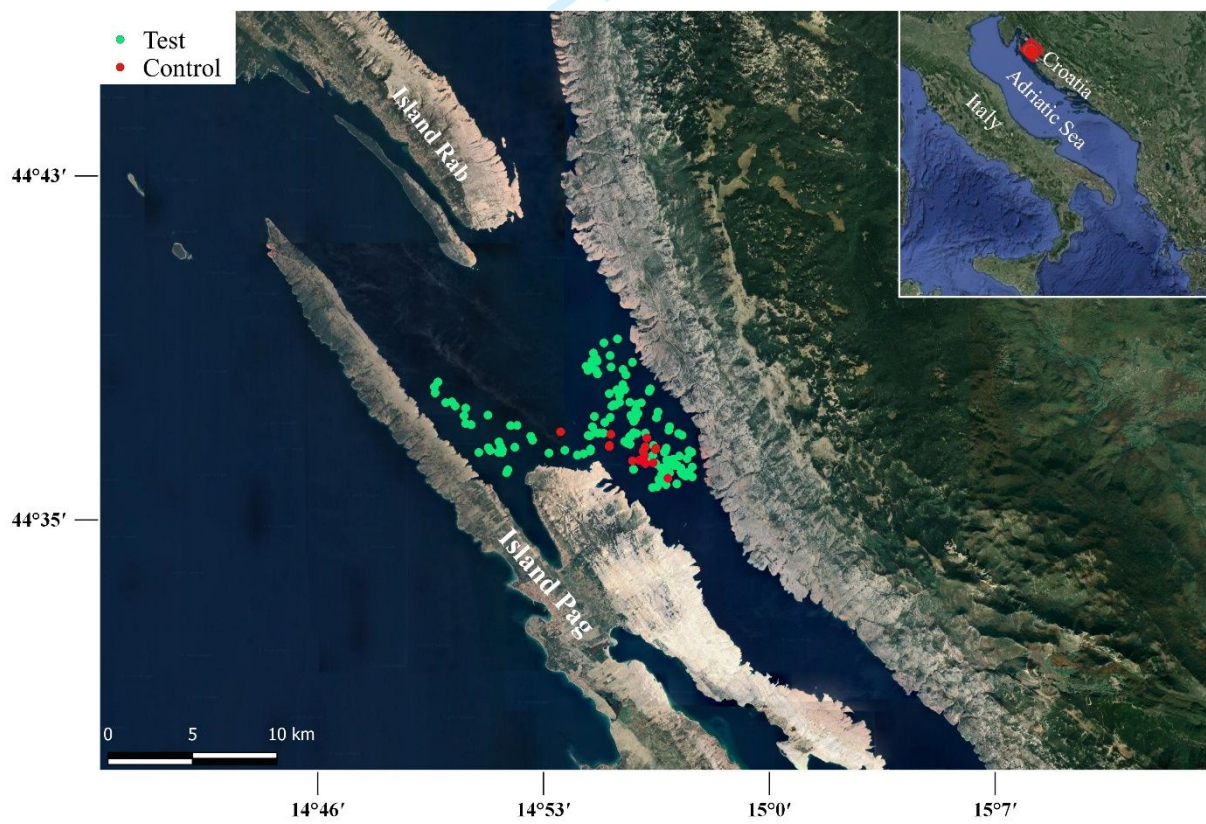 Test
Control
Island Rab
Croatia
Adriatic Sea
Italy
44°43′
44°35′
Island Pag
0 5 10 km
14°46′ 14°53′ 15°0′ 15°7′